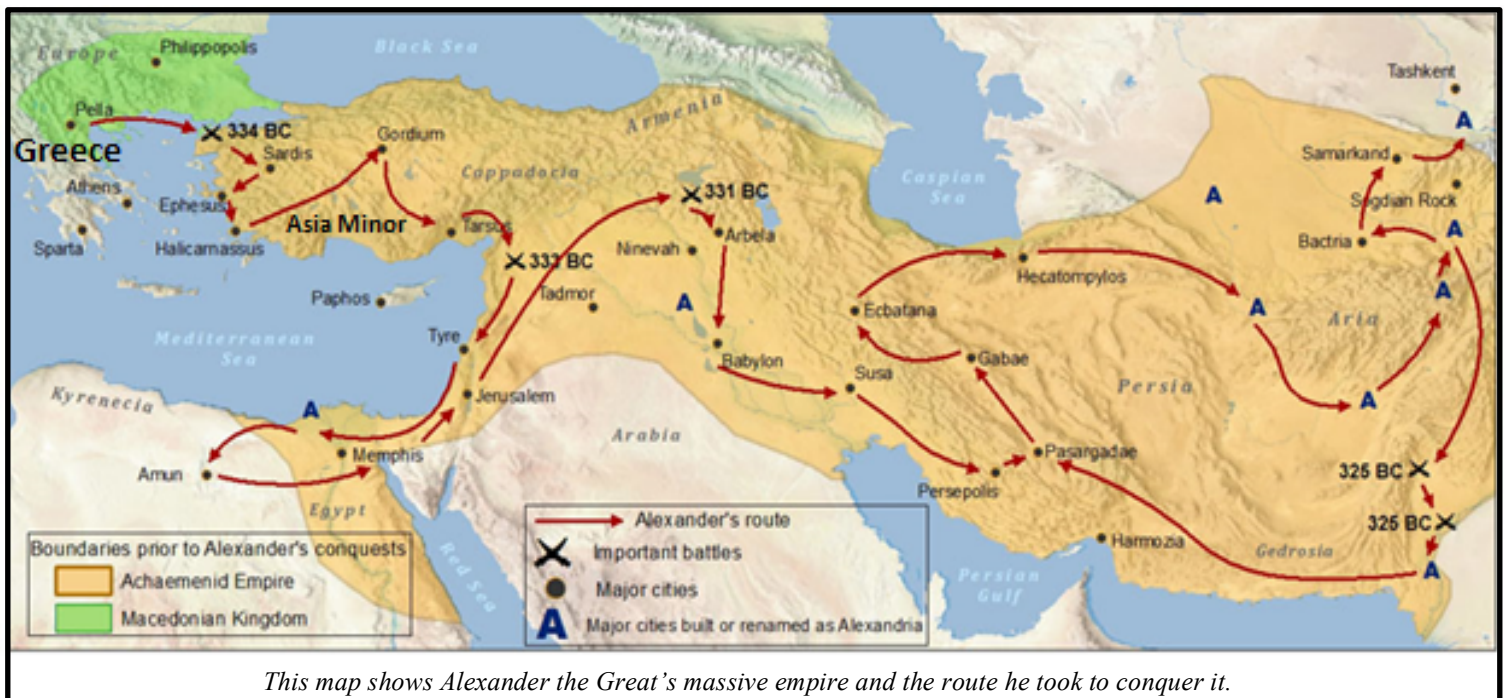 Europe
Philippopolis
Black Sea
Tashkent
Pella
334 BC
Gordium
Armenia
Greece
Sardis
Samarkand
Athens
Cappadocia
Caspian
Sea
Ephesus
331 BC
Sogdian Rock
Sparta
Halicarnassus
Asia Minor
Tarsus
Ninevah
Arbela
Bactria
333 BC
Hecatompylos
Paphos
Tadmor
A
A
A
A
A
A
Ecbatana
Aria
Mediterranean
Sea
Tyre
Babylon
Gabae
Susa
Persia
A
Kyrenecia
A
Jerusalem
Arabia
Amun
Memphis
Pasargadae
325 BC
Persepolis
Egypt
325 BC
Harmozia
Gedrosia
A
Red Sea
Persian
Gulf
Boundaries prior to Alexander's conquests
Achaemenid Empire
Macedonian Kingdom
Alexander's route
Important battles
Major cities
A Major cities built or renamed as Alexandria
This map shows Alexander the Great’s massive empire and the route he took to conquer it.